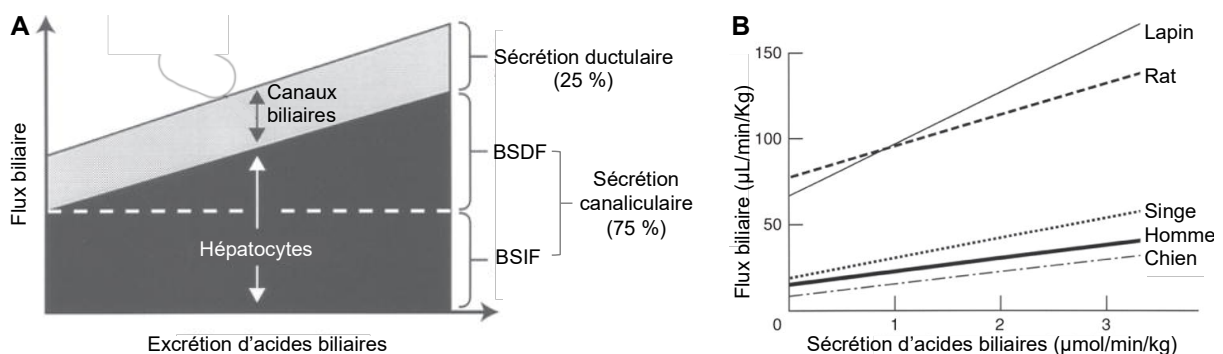 A
Flux biliaire
Canaux
biliaires
Hépatocytes
Sécrétion ductulaire
(25 %)
BSDF
Sécrétion
canaliculaire
(75 %)
BSIF
Excrétion d’acides biliaires
B
Flux biliaire (µL/min/Kg)
150
100
50
0
1
2
3
Lapin
Rat
Singe
Homme
Chien
Sécrétion d’acides biliaires (µmol/min/kg)